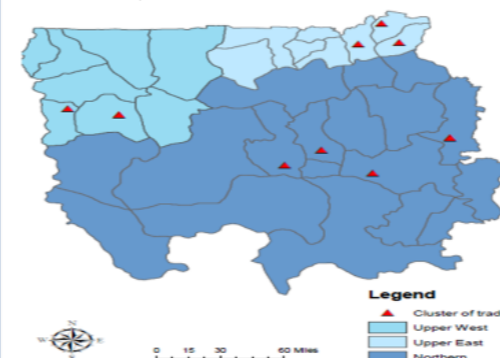 Legend
Cluster of trad
Upper West
Upper East
Northern
N
W E
S
0 15 30 60 Miles